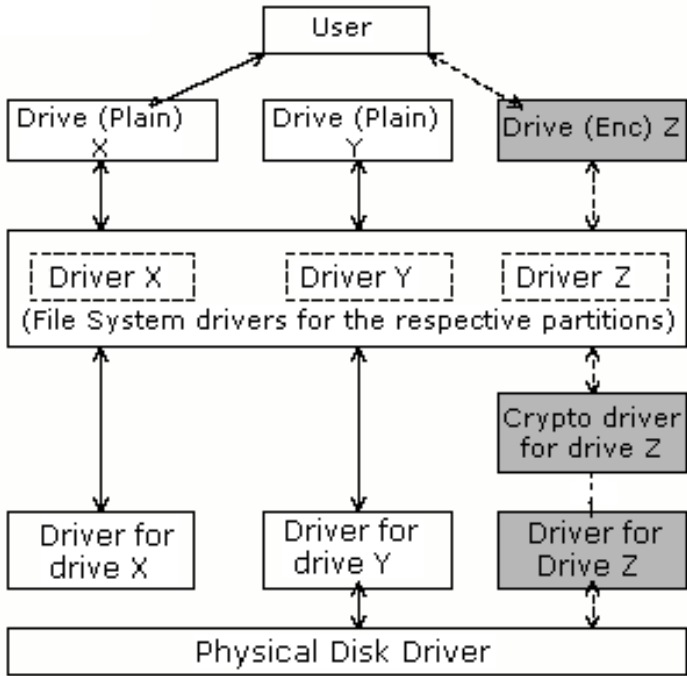 User
Drive (Plain)
X
Drive (Plain)
Y
Drive (Enc) Z
Driver X
Driver Y
Driver Z
(File System drivers for the respective partitions)
Crypto driver
for drive Z
Driver for
drive X
Driver for
drive Y
Driver for
Drive Z
Physical Disk Driver